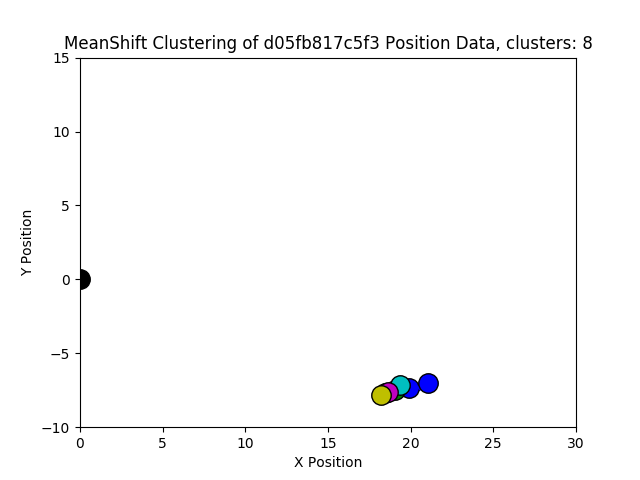 MeanShift Clustering of d05fb817c5f3 Position Data, clusters: 8
15
10
5
0
−5
−10
Y Position
0 5 10 15 20 25 30
X Position